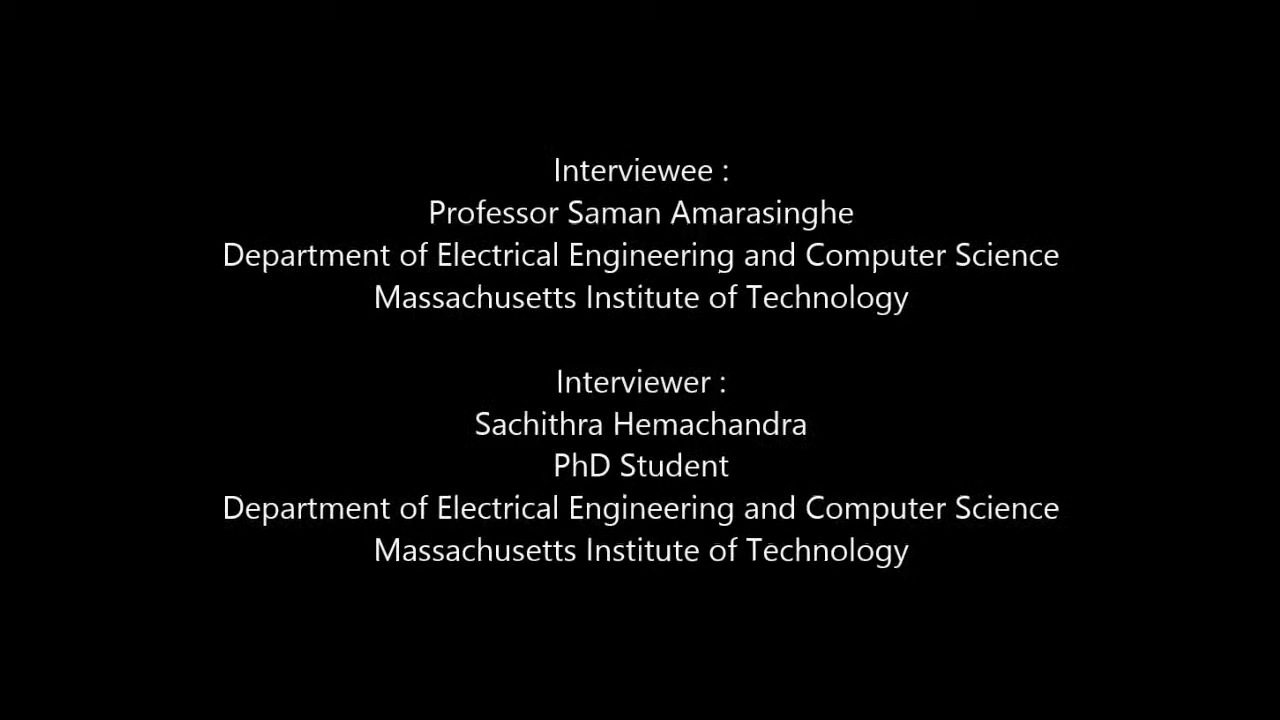 Interviewee :
Professor Saman Amarasinghe
Department of Electrical Engineering and Computer Science
Massachusetts Institute of Technology
Interviewer :
Sachithra Hemachandra
PhD Student
Department of Electrical Engineering and Computer Science
Massachusetts Institute of Technology